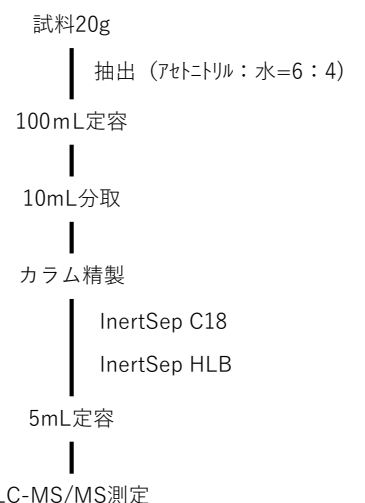 試料20g
抽出（ｱｾﾄﾆﾄﾘﾙ：水=6：4）
100mL定容
10mL分取
カラム精製
InertSep C18
InertSep HLB
5mL定容
LC-MS/MS測定